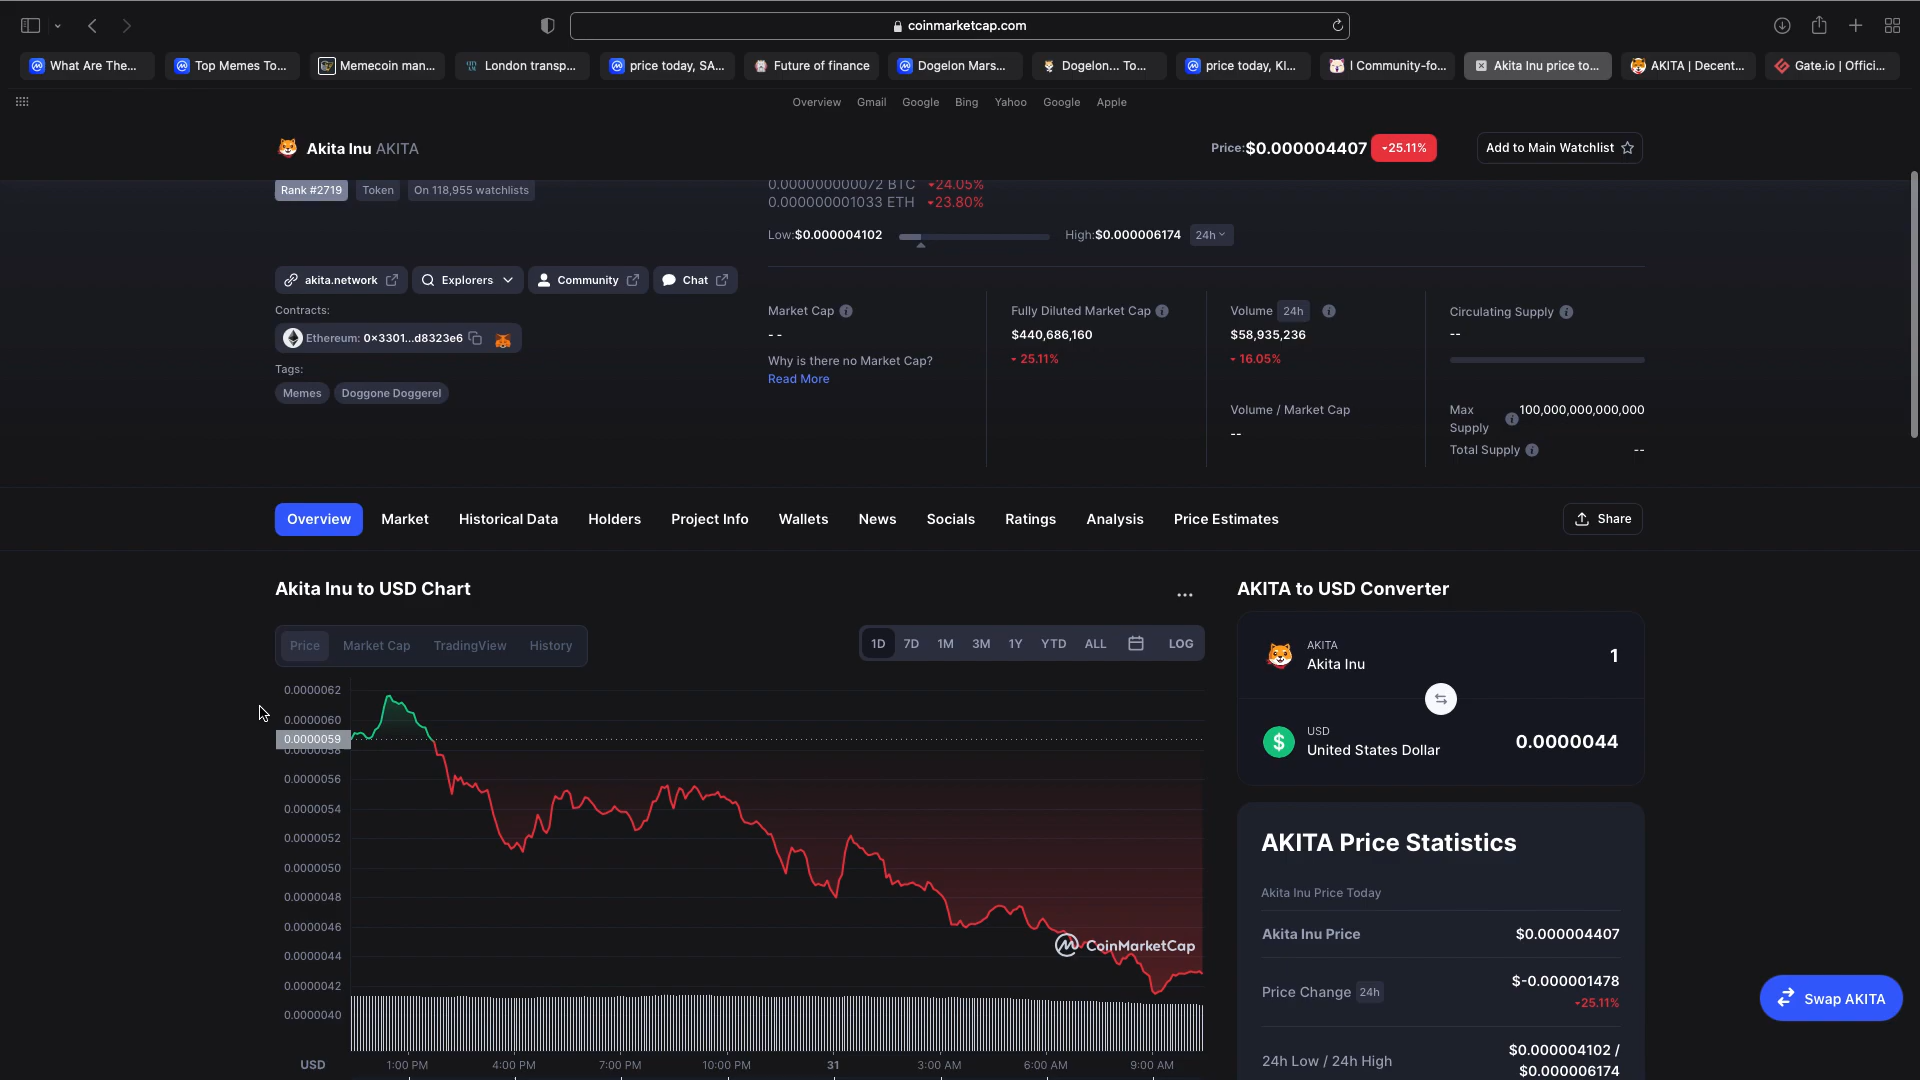 coinmarketcap.com
What Are The...
Top Memes To...
Memecoin man...
London transp...
price today, SA...
Future of finance
Dogelon Mars...
Dogelon... To...
price today, KI...
I Community-fo...
Akita Inu price to...
AKITA | Decent...
Gate.io | Offici...
Overview Gmail Google Bing Yahoo Google Apple
Akita Inu AKITA
Price:$0.000004407 25.11%
Add to Main Watchlist
Rank #2719 Token On 118,955 watchlists
0.000000000072 BTC 24.05%
0.000000001033 ETH 23.80%
Low:$0.000004102 High:$0.000006174 24h
akita.network Explorers Community Chat
Contracts:
Ethereum: 0x3301...d8323e6
Tags:
Memes Doggone Doggerel
Market Cap
- -
Why is there no Market Cap?
Read More
Fully Diluted Market Cap
$440,686,160
25.11%
Volume 24h
$58,935,236
16.05%
Volume / Market Cap
--
Circulating Supply
--
Max Supply 100,000,000,000,000
Total Supply --
Overview Market Historical Data Holders Project Info Wallets News Socials Ratings Analysis Price Estimates
Share
Akita Inu to USD Chart
...
Price Market Cap TradingView History
1D 7D 1M 3M 1Y YTD ALL LOG
0.0000062
0.0000060
0.0000059
0.0000058
0.0000056
0.0000054
0.0000052
0.0000050
0.0000048
0.0000046
0.0000044
0.0000042
0.0000040
CoinMarketCap
USD 1:00 PM 4:00 PM 7:00 PM 10:00 PM 31 3:00 AM 6:00 AM 9:00 AM
AKITA to USD Converter
AKITA
Akita Inu 1
USD
United States Dollar 0.0000044
AKITA Price Statistics
Akita Inu Price Today
Akita Inu Price $0.000004407
Price Change 24h $-0.000001478
25.11%
24h Low / 24h High $0.000004102 /
$0.000006174
Swap AKITA